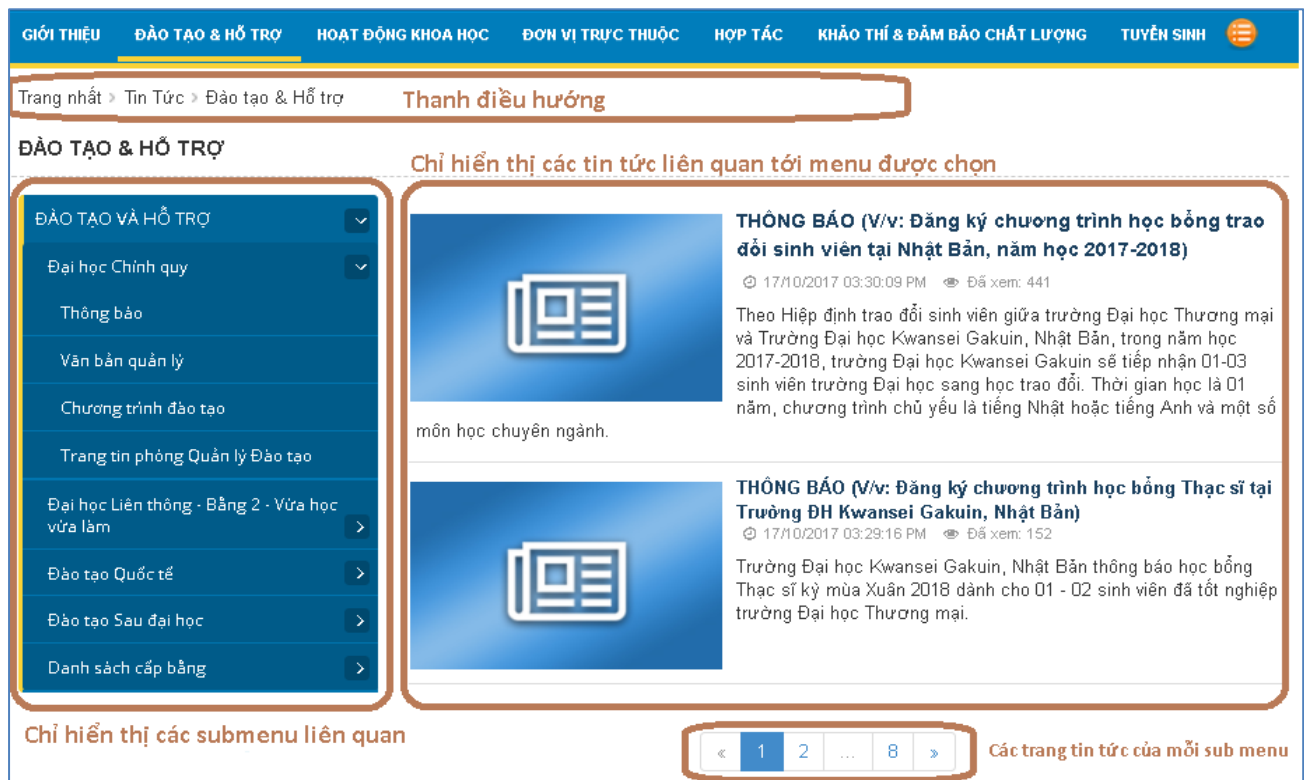 GIỚI THIỆU ĐÀO TẠO & HỖ TRỢ HOẠT ĐỘNG KHOA HỌC ĐƠN VỊ TRỰC THUỘC HỢP TÁC KHẢO THÍ & ĐẢM BẢO CHẤT LƯỢNG TUYỂN SINH
Trang nhất > Tin Tức > Đào tạo & Hỗ trợ
Thanh điều hướng
ĐÀO TẠO & HỖ TRỢ
Chỉ hiển thị các tin tức liên quan tới menu được chọn
ĐÀO TẠO VÀ HỖ TRỢ
Đại học Chính quy
Thông báo
Văn bản quản lý
Chương trình đào tạo
Trang tin phòng Quản lý Đào tạo
Đại học Liên thông - Bằng 2 - Vừa học
vừa làm
Đào tạo Quốc tế
Đào tạo Sau đại học
Danh sách cấp bằng
Chỉ hiển thị các submenu liên quan
THÔNG BÁO (V/v: Đăng ký chương trình học bổng trao
đổi sinh viên tại Nhật Bản, năm học 2017-2018)
17/10/2017 03:30:09 PM Đã xem: 441
Theo Hiệp định trao đổi sinh viên giữa trường Đại học Thương mại
và Trường Đại học Kwansei Gakuin, Nhật Bản, trong năm học
2017-2018, trường Đại học Kwansei Gakuin sẽ tiếp nhận 01-03
sinh viên trường Đại học sang học trao đổi. Thời gian học là 01
năm, chương trình chủ yếu là tiếng Nhật hoặc tiếng Anh và một số
môn học chuyên ngành.
THÔNG BÁO (V/v: Đăng ký chương trình học bổng Thạc sĩ tại
Trường ĐH Kwansei Gakuin, Nhật Bản)
17/10/2017 03:29:16 PM Đã xem: 152
Trường Đại học Kwansei Gakuin, Nhật Bản thông báo học bổng
Thạc sĩ kỳ mùa Xuân 2018 dành cho 01 - 02 sinh viên đã tốt nghiệp
trường Đại học Thương mại.
« 1 2 ... 8 »
Các trang tin tức của mỗi sub menu